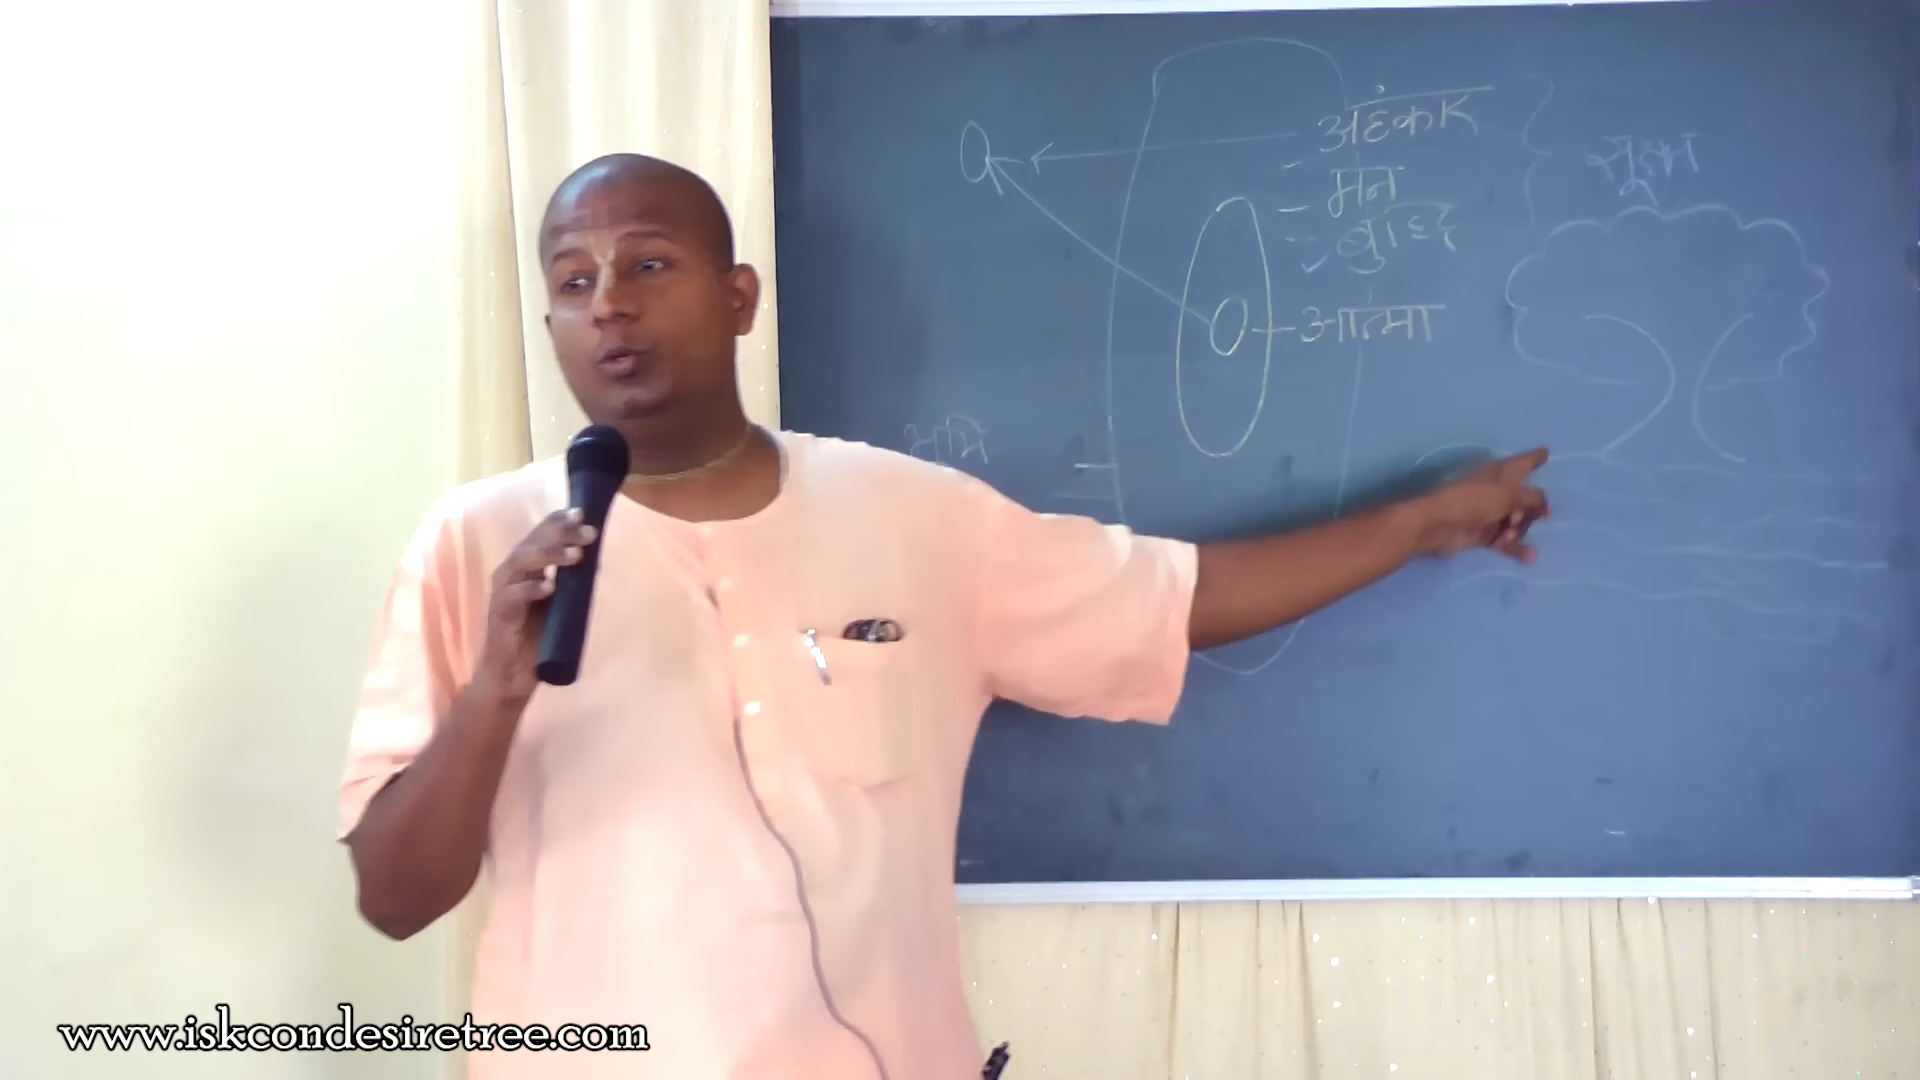 अहंकार
सूक्ष्म
मन
बुद्धि
आत्मा
भूमि
www.iskcondesiretree.com